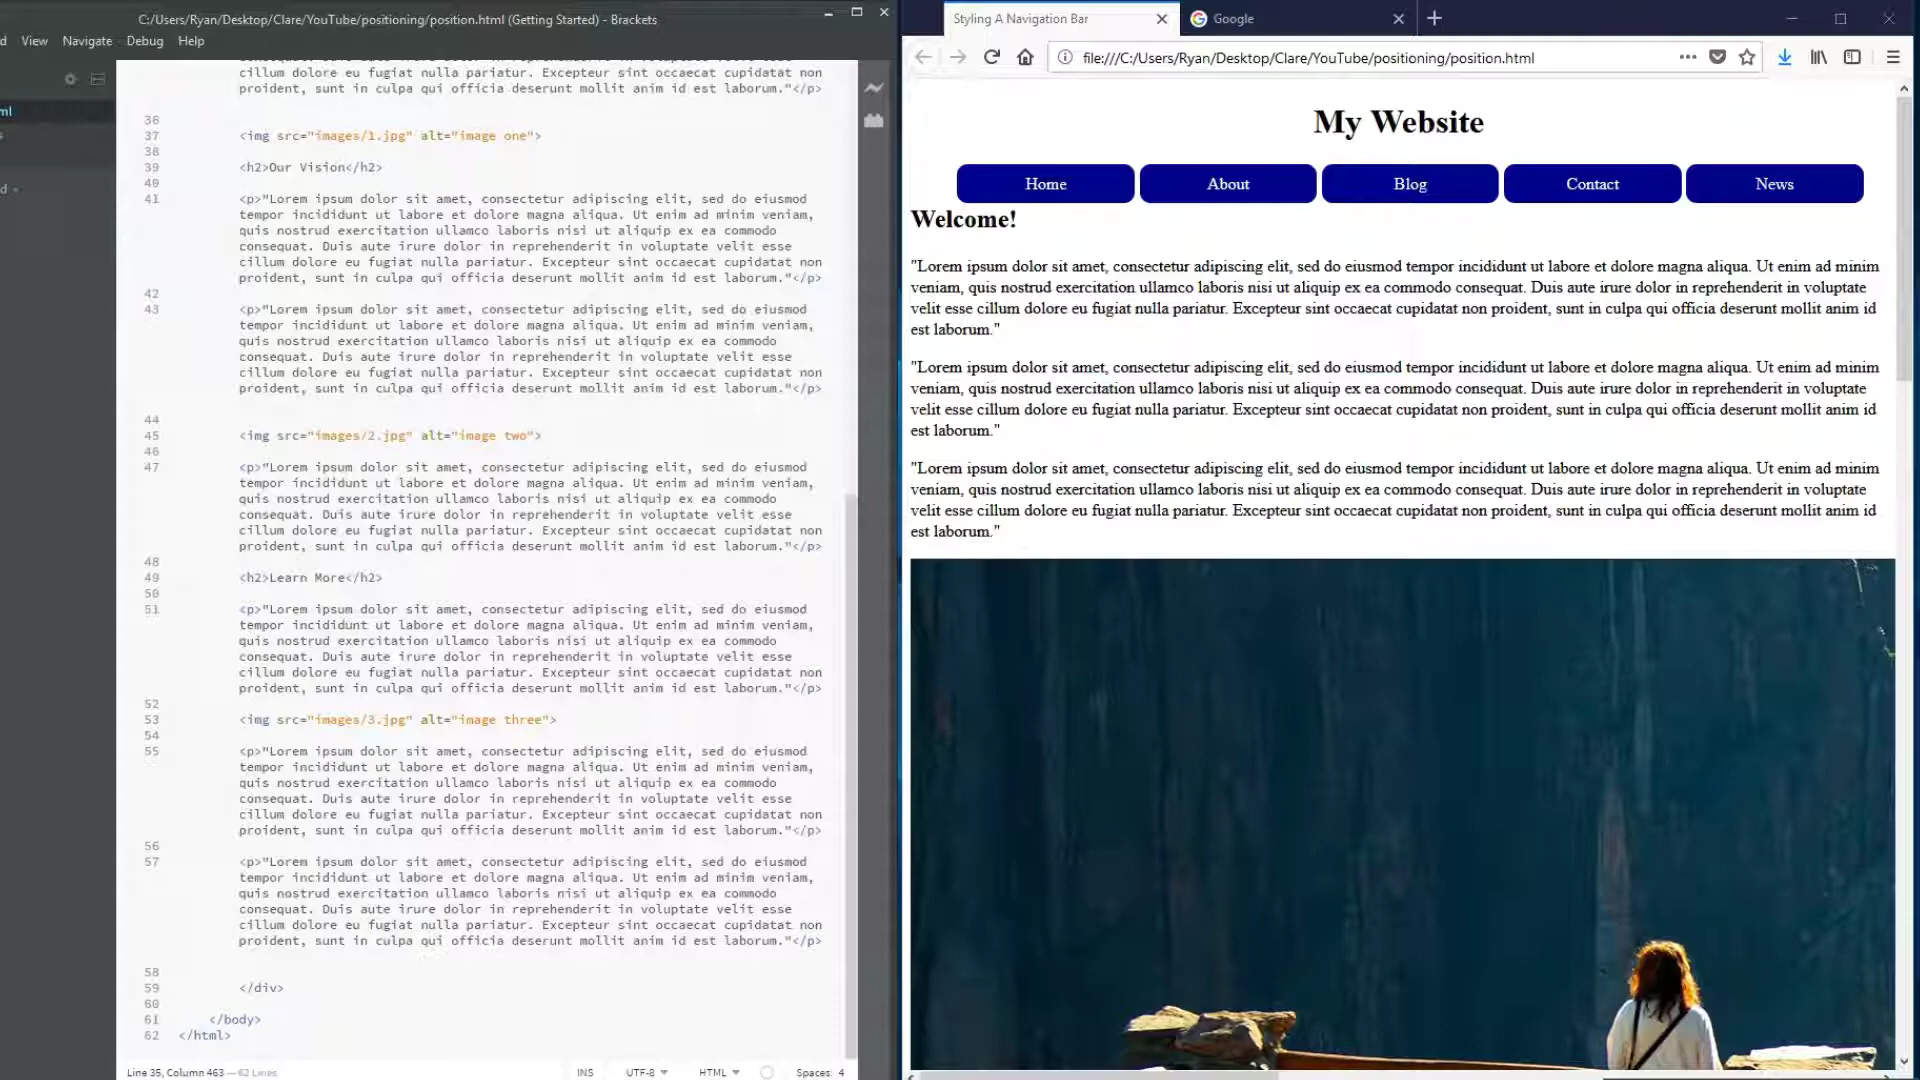 C:/Users/Ryan/Desktop/Clare/YouTube/positioning/position.html (Getting Started) - Brackets
d View Navigate Debug Help
ml
d
cillum dolore eu fugiat nulla pariatur. Excepteur sint occaecat cupidatat non
proident, sunt in culpa qui officia deserunt mollit anim id est laborum."</p>
36
37 <img src="images/1.jpg" alt="image one">
38
39 <h2>Our Vision</h2>
40
41 <p>"Lorem ipsum dolor sit amet, consectetur adipiscing elit, sed do eiusmod
tempor incididunt ut labore et dolore magna aliqua. Ut enim ad minim veniam,
quis nostrud exercitation ullamco laboris nisi ut aliquip ex ea commodo
consequat. Duis aute irure dolor in reprehenderit in voluptate velit esse
cillum dolore eu fugiat nulla pariatur. Excepteur sint occaecat cupidatat non
proident, sunt in culpa qui officia deserunt mollit anim id est laborum."</p>
42
43 <p>"Lorem ipsum dolor sit amet, consectetur adipiscing elit, sed do eiusmod
tempor incididunt ut labore et dolore magna aliqua. Ut enim ad minim veniam,
quis nostrud exercitation ullamco laboris nisi ut aliquip ex ea commodo
consequat. Duis aute irure dolor in reprehenderit in voluptate velit esse
cillum dolore eu fugiat nulla pariatur. Excepteur sint occaecat cupidatat non
proident, sunt in culpa qui officia deserunt mollit anim id est laborum."</p>
44
45 <img src="images/2.jpg" alt="image two">
46
47 <p>"Lorem ipsum dolor sit amet, consectetur adipiscing elit, sed do eiusmod
tempor incididunt ut labore et dolore magna aliqua. Ut enim ad minim veniam,
quis nostrud exercitation ullamco laboris nisi ut aliquip ex ea commodo
consequat. Duis aute irure dolor in reprehenderit in voluptate velit esse
cillum dolore eu fugiat nulla pariatur. Excepteur sint occaecat cupidatat non
proident, sunt in culpa qui officia deserunt mollit anim id est laborum."</p>
48
49 <h2>Learn More</h2>
50
51 <p>"Lorem ipsum dolor sit amet, consectetur adipiscing elit, sed do eiusmod
tempor incididunt ut labore et dolore magna aliqua. Ut enim ad minim veniam,
quis nostrud exercitation ullamco laboris nisi ut aliquip ex ea commodo
consequat. Duis aute irure dolor in reprehenderit in voluptate velit esse
cillum dolore eu fugiat nulla pariatur. Excepteur sint occaecat cupidatat non
proident, sunt in culpa qui officia deserunt mollit anim id est laborum."</p>
52
53 <img src="images/3.jpg" alt="image three">
54
55 <p>"Lorem ipsum dolor sit amet, consectetur adipiscing elit, sed do eiusmod
tempor incididunt ut labore et dolore magna aliqua. Ut enim ad minim veniam,
quis nostrud exercitation ullamco laboris nisi ut aliquip ex ea commodo
consequat. Duis aute irure dolor in reprehenderit in voluptate velit esse
cillum dolore eu fugiat nulla pariatur. Excepteur sint occaecat cupidatat non
proident, sunt in culpa qui officia deserunt mollit anim id est laborum."</p>
56
57 <p>"Lorem ipsum dolor sit amet, consectetur adipiscing elit, sed do eiusmod
tempor incididunt ut labore et dolore magna aliqua. Ut enim ad minim veniam,
quis nostrud exercitation ullamco laboris nisi ut aliquip ex ea commodo
consequat. Duis aute irure dolor in reprehenderit in voluptate velit esse
cillum dolore eu fugiat nulla pariatur. Excepteur sint occaecat cupidatat non
proident, sunt in culpa qui officia deserunt mollit anim id est laborum."</p>
58
59 </div>
60
61 </body>
62 </html>
Line 35, Column 463 — 62 Lines INS UTF-8 HTML Spaces: 4
Styling A Navigation Bar Google
file:///C:/Users/Ryan/Desktop/Clare/YouTube/positioning/position.html
My Website
Home About Blog Contact News
Welcome!
"Lorem ipsum dolor sit amet, consectetur adipiscing elit, sed do eiusmod tempor incididunt ut labore et dolore magna aliqua. Ut enim ad minim
veniam, quis nostrud exercitation ullamco laboris nisi ut aliquip ex ea commodo consequat. Duis aute irure dolor in reprehenderit in voluptate
velit esse cillum dolore eu fugiat nulla pariatur. Excepteur sint occaecat cupidatat non proident, sunt in culpa qui officia deserunt mollit anim id
est laborum."
"Lorem ipsum dolor sit amet, consectetur adipiscing elit, sed do eiusmod tempor incididunt ut labore et dolore magna aliqua. Ut enim ad minim
veniam, quis nostrud exercitation ullamco laboris nisi ut aliquip ex ea commodo consequat. Duis aute irure dolor in reprehenderit in voluptate
velit esse cillum dolore eu fugiat nulla pariatur. Excepteur sint occaecat cupidatat non proident, sunt in culpa qui officia deserunt mollit anim id
est laborum."
"Lorem ipsum dolor sit amet, consectetur adipiscing elit, sed do eiusmod tempor incididunt ut labore et dolore magna aliqua. Ut enim ad minim
veniam, quis nostrud exercitation ullamco laboris nisi ut aliquip ex ea commodo consequat. Duis aute irure dolor in reprehenderit in voluptate
velit esse cillum dolore eu fugiat nulla pariatur. Excepteur sint occaecat cupidatat non proident, sunt in culpa qui officia deserunt mollit anim id
est laborum."